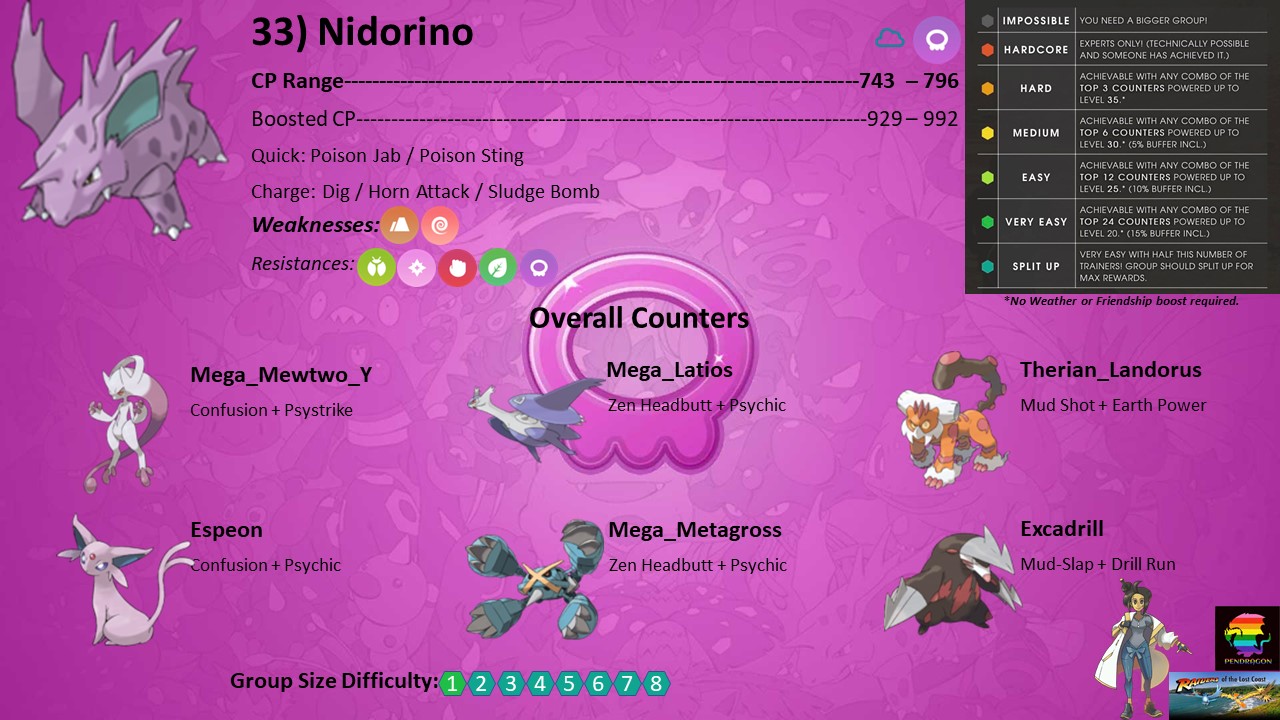 33) Nidorino
CP Range---743 – 796
Boosted CP---929 – 992
Quick: Poison Jab / Poison Sting
Charge: Dig / Horn Attack / Sludge Bomb
Weaknesses:
Resistances:
IMPOSSIBLE YOU NEED A BIGGER GROUP!
HARDCORE EXPERTS ONLY! (TECHNICALLY POSSIBLE
AND SOMEONE HAS ACHIEVED IT.)
HARD ACHIEVABLE WITH ANY COMBO OF THE
TOP 3 COUNTERS POWERED UP TO
LEVEL 35.*
MEDIUM ACHIEVABLE WITH ANY COMBO OF THE
TOP 6 COUNTERS POWERED UP TO
LEVEL 30.* (5% BUFFER INCL.)
EASY ACHIEVABLE WITH ANY COMBO OF THE
TOP 12 COUNTERS POWERED UP TO
LEVEL 25.* (10% BUFFER INCL.)
VERY EASY ACHIEVABLE WITH ANY COMBO OF THE
TOP 24 COUNTERS POWERED UP TO
LEVEL 20.* (15% BUFFER INCL.)
SPLIT UP VERY EASY WITH HALF THIS NUMBER OF
TRAINERS! GROUP SHOULD SPLIT UP FOR
MAX REWARDS.
*No Weather or Friendship boost required.
Overall Counters
Mega_Mewtwo_Y
Confusion + Psystrike
Mega_Latios
Zen Headbutt + Psychic
Therian_Landorus
Mud Shot + Earth Power
Espeon
Confusion + Psychic
Mega_Metagross
Zen Headbutt + Psychic
Excadrill
Mud-Slap + Drill Run
Group Size Difficulty: 1 2 3 4 5 6 7 8
PENDRAGON
RAIDERS of the Lost Coast